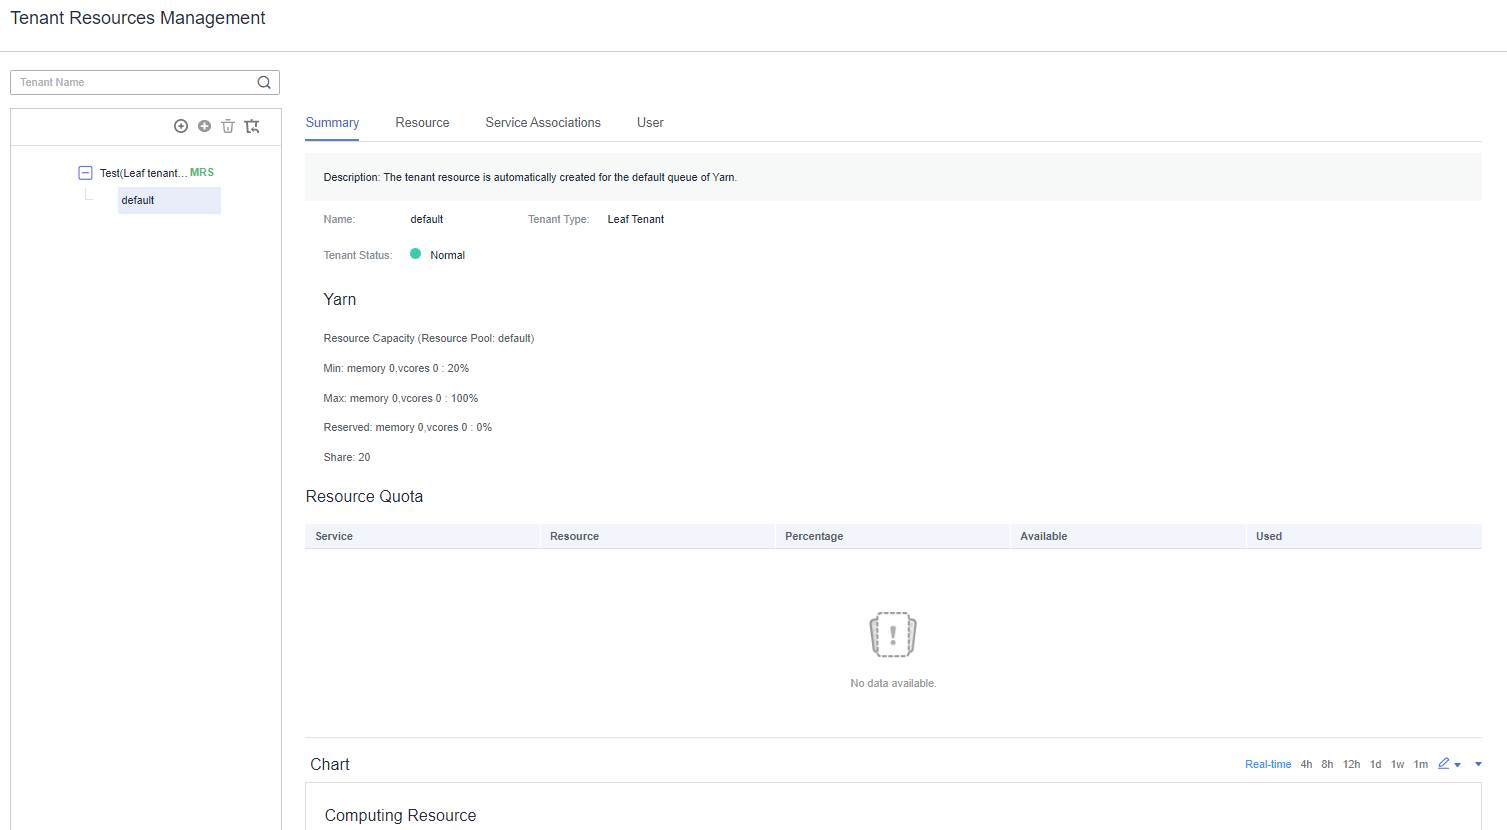 Tenant Resources Management
Tenant Name
Test(Leaf tenant... MRS
default
Summary Resource Service Associations User
Description: The tenant resource is automatically created for the default queue of Yarn.
Name: default Tenant Type: Leaf Tenant
Tenant Status: Normal
Yarn
Resource Capacity (Resource Pool: default)
Min: memory 0,vcores 0 : 20%
Max: memory 0,vcores 0 : 100%
Reserved: memory 0,vcores 0 : 0%
Share: 20
Resource Quota
Service Resource Percentage Available Used
No data available.
Chart Real-time 4h 8h 12h 1d 1w 1m
Computing Resource